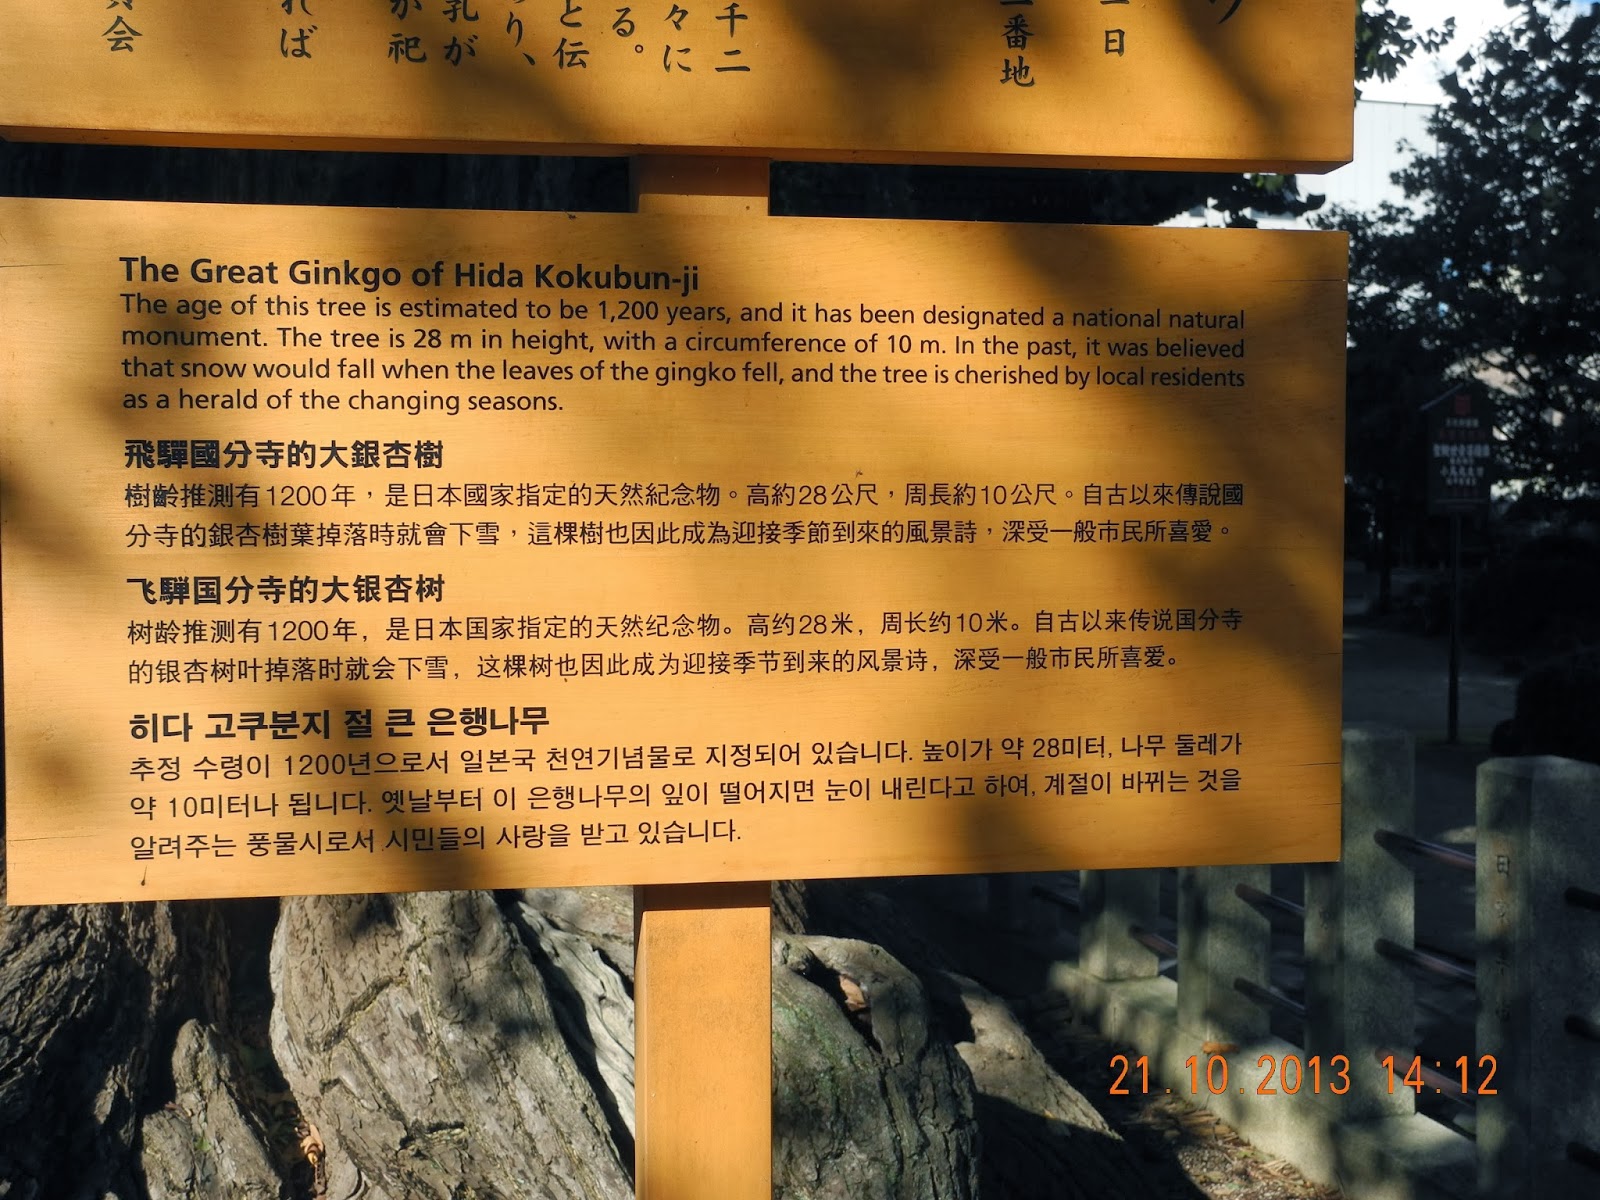 千二
々に
る。
と伝
り、
乳が
が祀
れば
会
日
番地
The Great Ginkgo of Hida Kokubun-ji
The age of this tree is estimated to be 1,200 years, and it has been designated a national natural
monument. The tree is 28 m in height, with a circumference of 10 m. In the past, it was believed
that snow would fall when the leaves of the gingko fell, and the tree is cherished by local residents
as a herald of the changing seasons.
飛驒國分寺的大銀杏樹
樹齡推測有1200年，是日本國家指定的天然紀念物。高約28公尺，周長約10公尺。自古以來傳說國
分寺的銀杏樹葉掉落時就會下雪，這棵樹也因此成為迎接季節到來的風景詩，深受一般市民所喜愛。
飞騨国分寺的大银杏树
树龄推测有1200年，是日本国家指定的天然纪念物。高约28米，周长约10米。自古以来传说国分寺
的银杏树叶掉落时就会下雪，这棵树也因此成为迎接季节到来的风景诗，深受一般市民所喜爱。
히다 고쿠분지 절 큰 은행나무
추정 수령이 1200년으로서 일본국 천연기념물로 지정되어 있습니다. 높이가 약 28미터, 나무 둘레가
약 10미터나 됩니다. 옛날부터 이 은행나무의 잎이 떨어지면 눈이 내린다고 하여, 계절이 바뀌는 것을
알려주는 풍물시로서 시민들의 사랑을 받고 있습니다.
21.10.2013 14:12